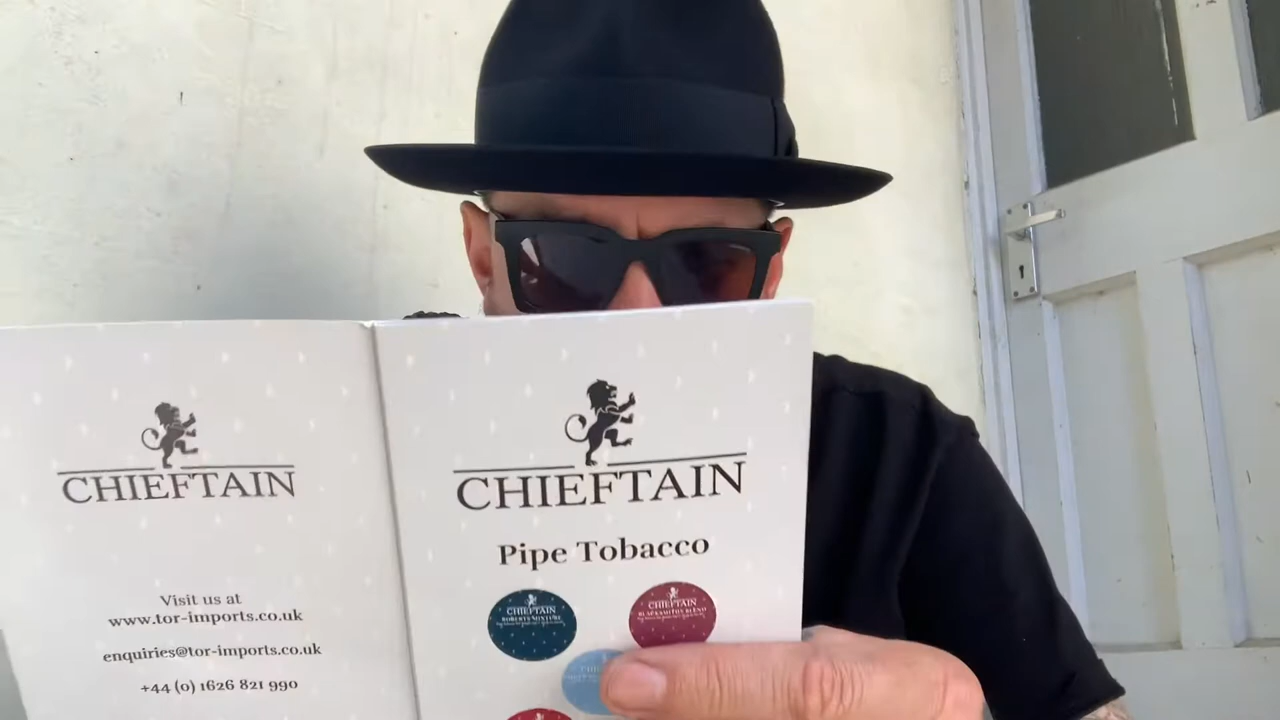 CHIEFTAIN
Visit us at
www.tor-imports.co.uk
enquiries@tor-imports.co.uk
+44 (0) 1626 821 990
CHIEFTAIN
Pipe Tobacco
CHIEFTAIN
ROBERTS MIXTURE
CHIEFTAIN
BLACKSMITHS BLEND